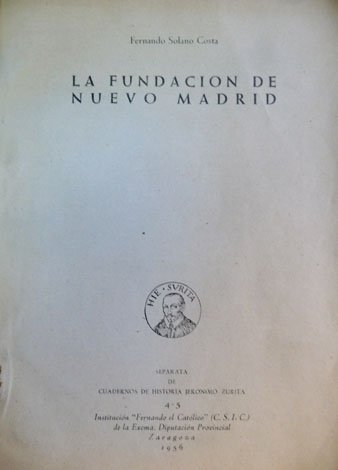 Fernando Solano Costa
LA FUNDACION DE
NUEVO MADRID
HIE · SVRITA
SEPARATA
DE
CUADERNOS DE HISTORIA JERONIMO ZURITA
4-5
Institución "Fernando el Católico" (C. S. I. C.)
de la Excma. Diputación Provincial
Zaragoza
1956